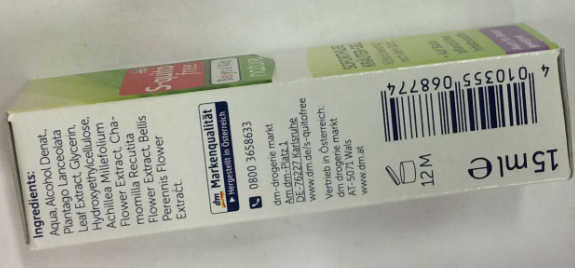 Ingredients:
Aqua, Alcohol Denat.,
Plantago Lanceolata
Leaf Extract, Glycerin,
Hydroxyethylcellulose,
Achillea Millefolium
Flower Extract, Cha-
momilla Recutita
Flower Extract, Bellis
Perennis Flower
Extract.
dm Markenqualität
Hergestellt in Österreich
0800 3658633
dm-drogerie markt
Am dm-Platz 1
DE-76227 Karlsruhe
www.dm.de/s-quitofree
Vertrieb in Österreich:
dm drogerie markt
AT-5071 Wals
www.dm.at
12 M
4 010355 068774
15 ml e
S-quito
free